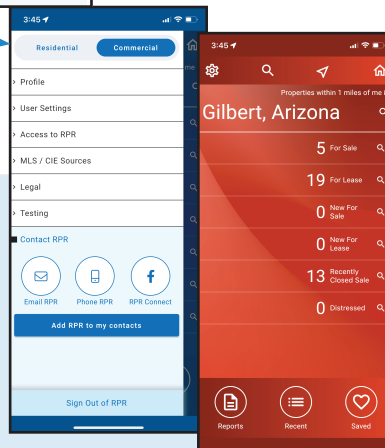 3:45
Residential
Commercial
Profile
User Settings
Access to RPR
MLS / CIE Sources
Legal
Testing
Contact RPR
Email RPR
Phone RPR
RPR Connect
Add RPR to my contacts
Sign Out of RPR
me
3:45
Properties within 1 miles of me
Gilbert, Arizona
5 For Sale
19 For Lease
0 New For
Sale
0 New For
Lease
13 Recently
Closed Sale
0 Distressed
Reports
Recent
Saved